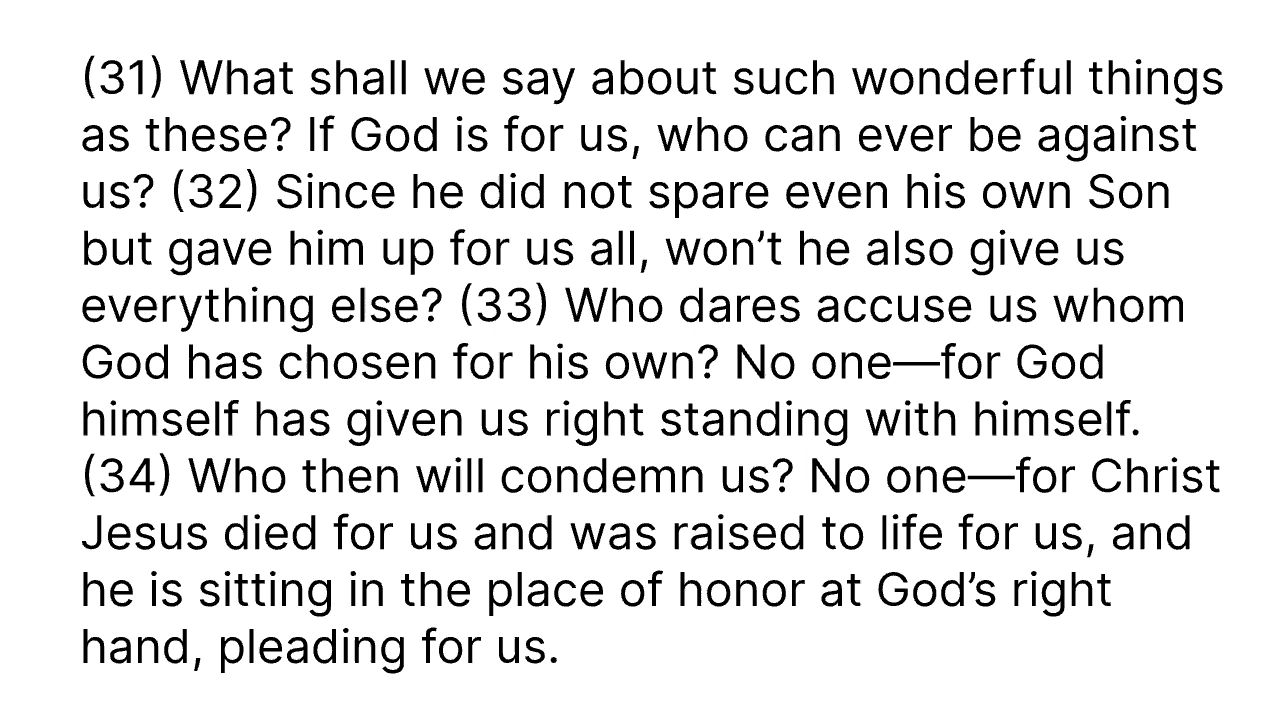 (31) What shall we say about such wonderful things
as these? If God is for us, who can ever be against
us? (32) Since he did not spare even his own Son
but gave him up for us all, won’t he also give us
everything else? (33) Who dares accuse us whom
God has chosen for his own? No one—for God
himself has given us right standing with himself.
(34) Who then will condemn us? No one—for Christ
Jesus died for us and was raised to life for us, and
he is sitting in the place of honor at God’s right
hand, pleading for us.